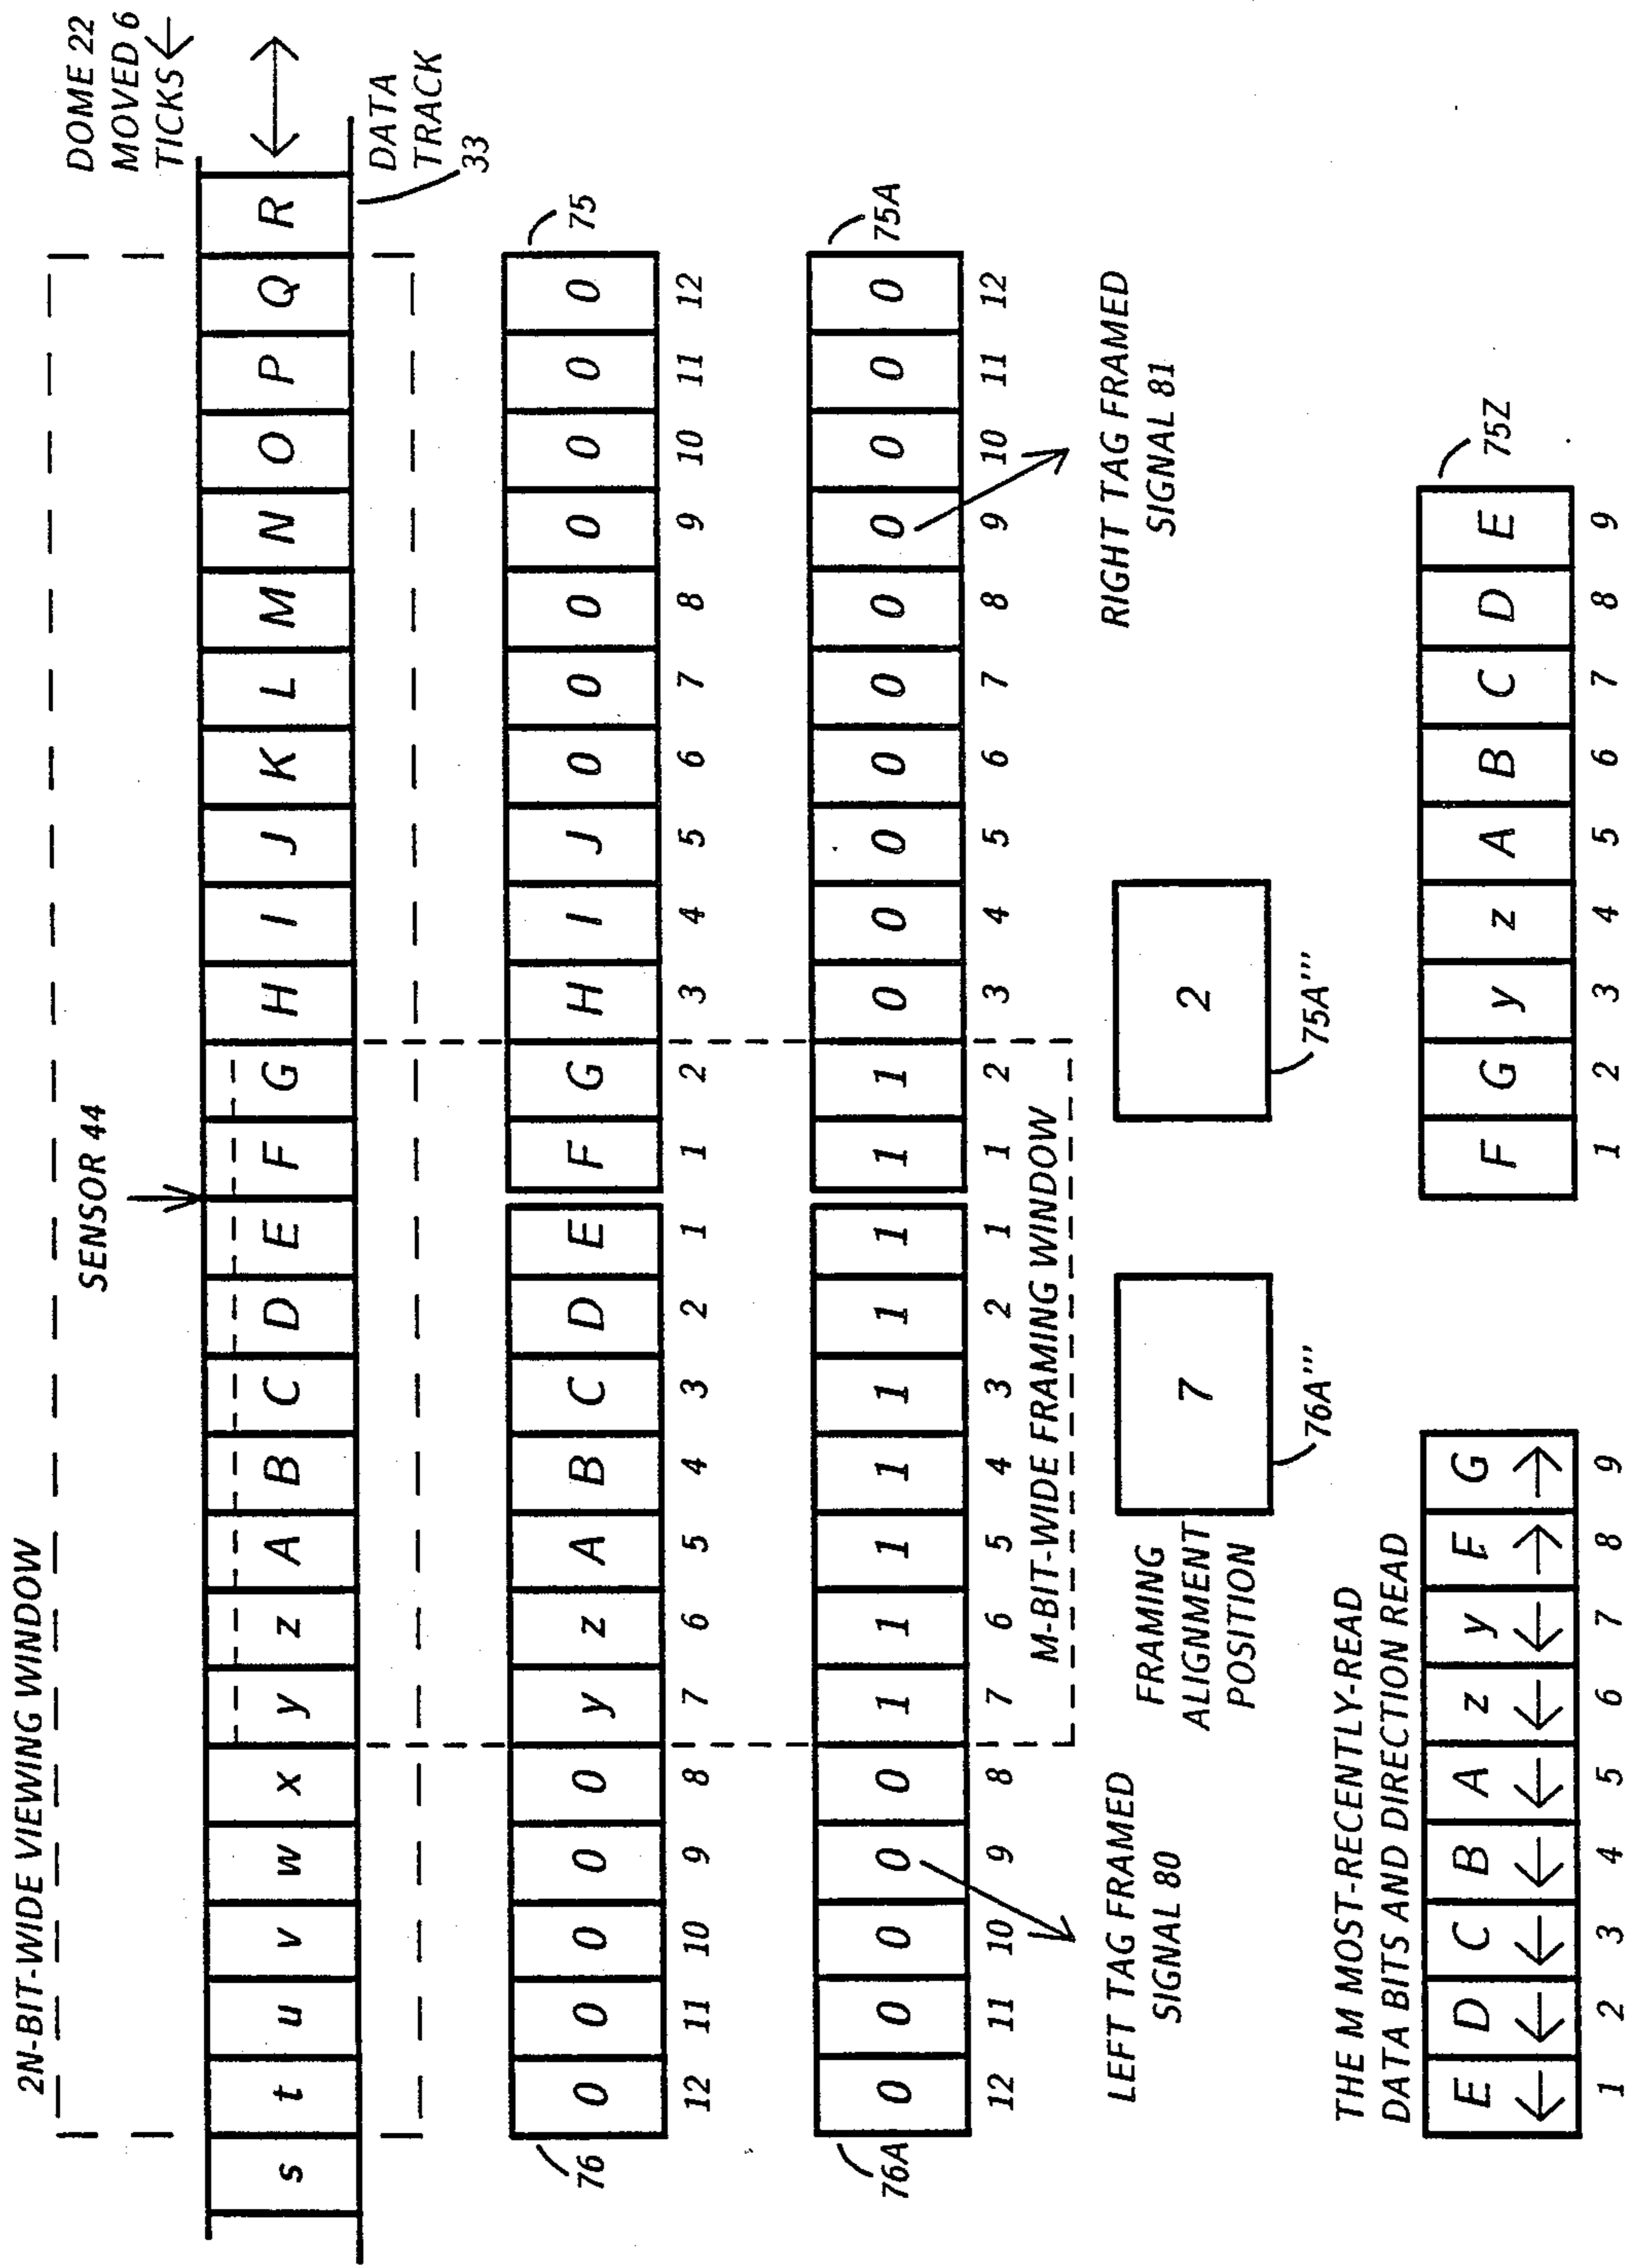 2N-BIT-WIDE VIEWING WINDOW
SENSOR 44
DOME 22
MOVED 6
TICKS ←
s t u v w x y z A B C D E F G H I J K L M N O P Q R
DATA
TRACK
33
76
0 0 0 0 0 y z A B C D E
F G H I J 0 0 0 0 0 0 0
75
12 11 10 9 8 7 6 5 4 3 2 1
1 2 3 4 5 6 7 8 9 10 11 12
76A
0 0 0 0 0 1 1 1 1 1 1 1
1 1 0 0 0 0 0 0 0 0 0 0
75A
12 11 10 9 8 7 6 5 4 3 2 1
1 2 3 4 5 6 7 8 9 10 11 12
M-BIT-WIDE FRAMING WINDOW
LEFT TAG FRAMED
SIGNAL 80
FRAMING
ALIGNMENT
POSITION
7
76A'''
2
75A'''
RIGHT TAG FRAMED
SIGNAL 81
THE M MOST-RECENTLY-READ
DATA BITS AND DIRECTION READ
E D C B A z y F G
← ← ← ← ← ← ← → →
1 2 3 4 5 6 7 8 9
F G y z A B C D E
75Z
1 2 3 4 5 6 7 8 9